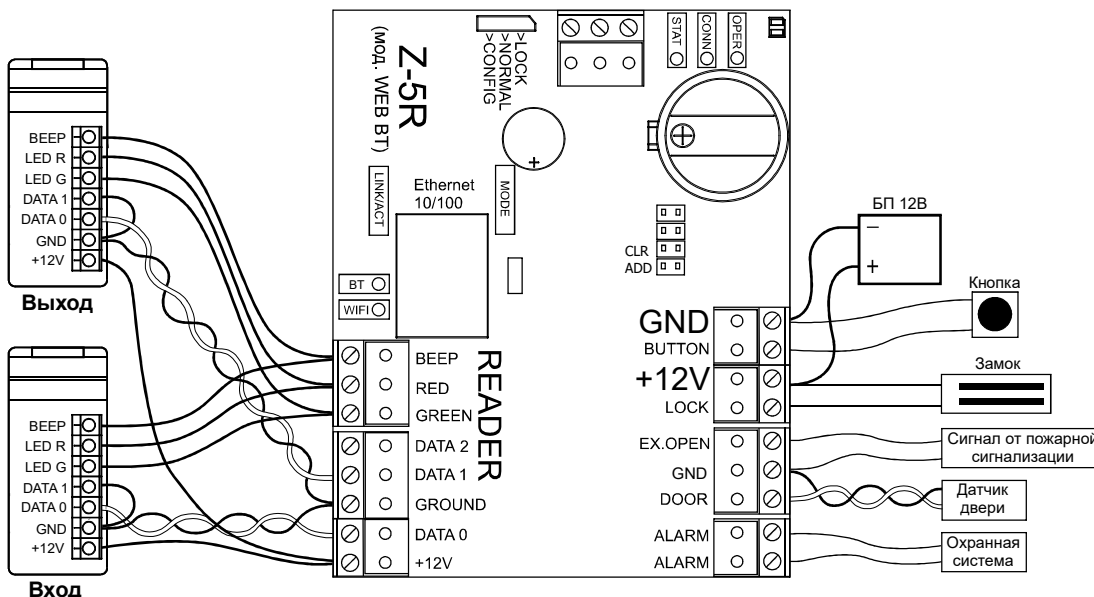 Z-5R
(мод. WEB BT)
>LOCK
>NORMAL
>CONFIG
STAT
CONN
OPER
LINK/ACT
Ethernet
10/100
MODE
CLR
ADD
BT
WIFI
BEEP
LED R
LED G
DATA 1
DATA 0
GND
+12V
Выход
BEEP
LED R
LED G
DATA 1
DATA 0
GND
+12V
Вход
READER
BEEP
RED
GREEN
DATA 2
DATA 1
GROUND
DATA 0
+12V
GND
BUTTON
+12V
LOCK
EX.OPEN
GND
DOOR
ALARM
ALARM
БП 12В
–
+
Кнопка
Замок
Сигнал от пожарной
сигнализации
Датчик
двери
Охранная
система
+